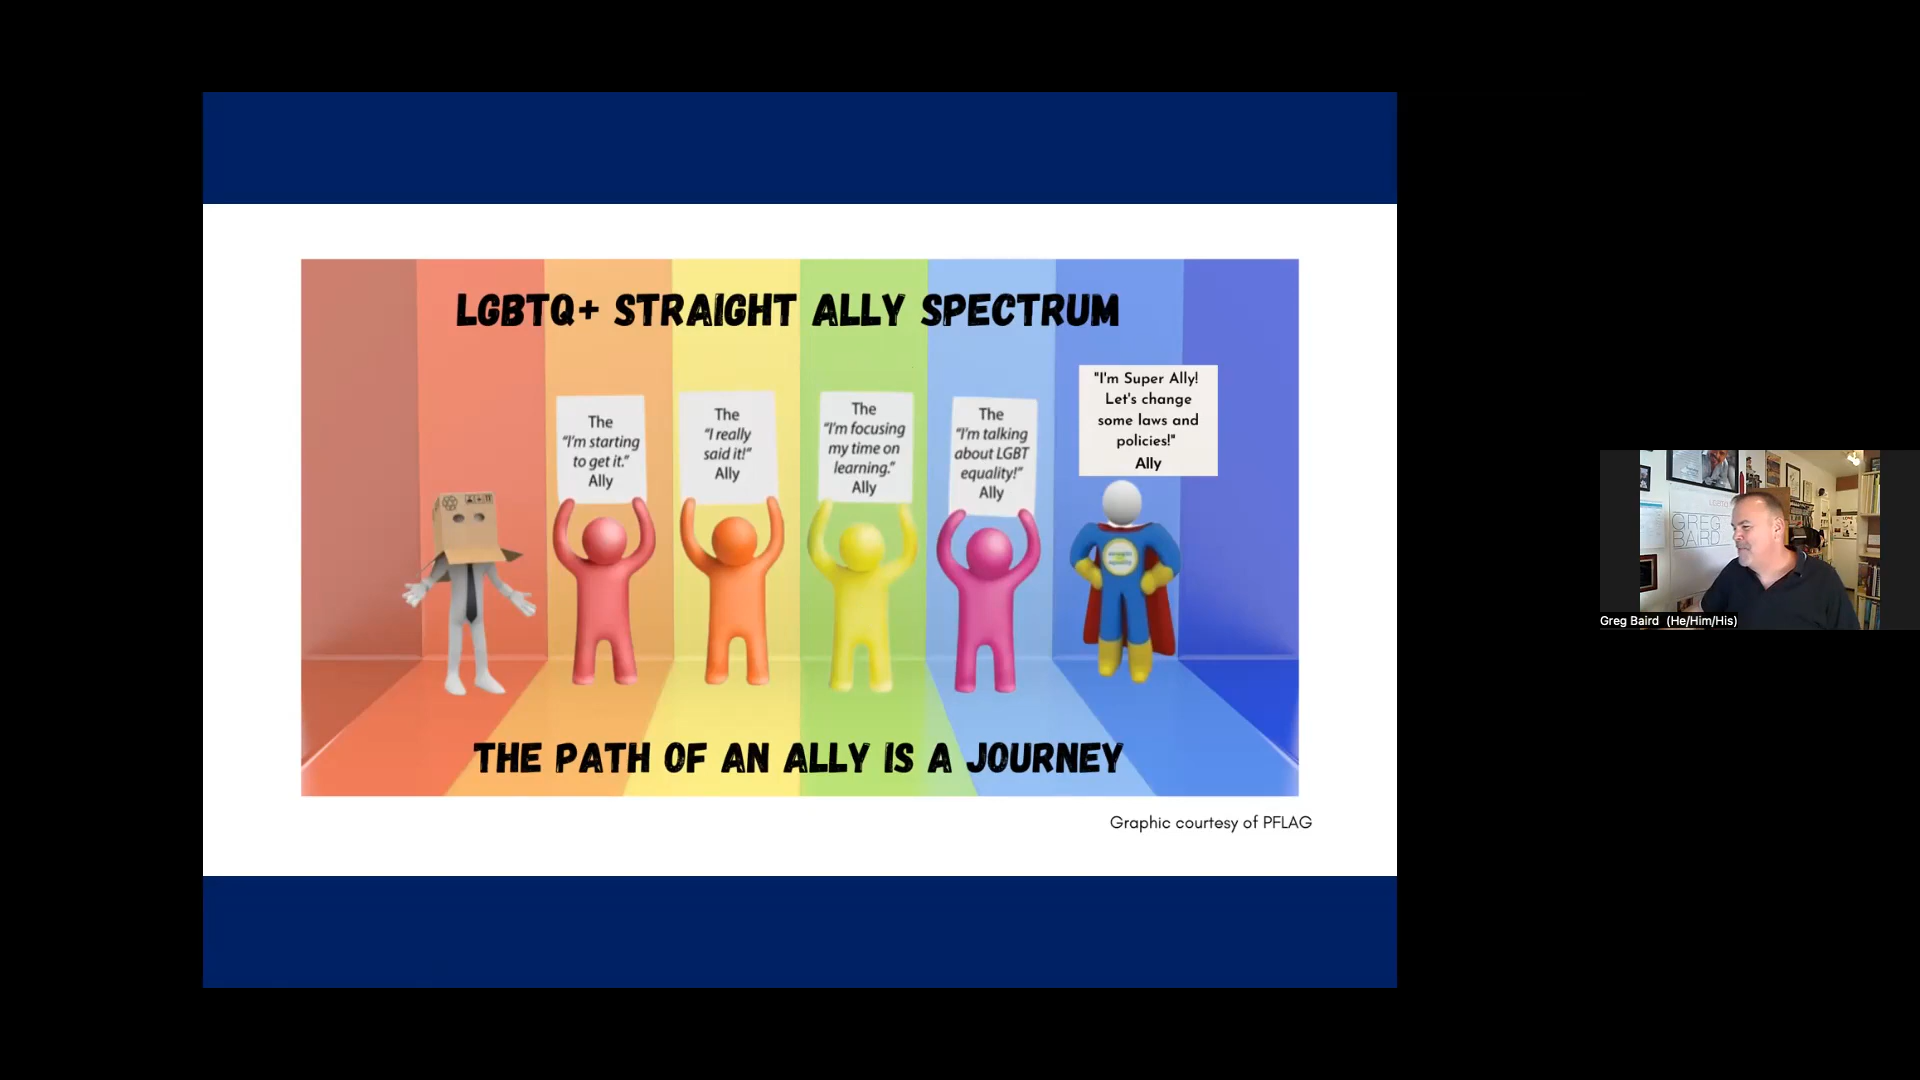 LGBTQ+ STRAIGHT ALLY SPECTRUM
The
“I’m starting
to get it.”
Ally
The
“I really
said it!”
Ally
The
“I’m focusing
my time on
learning.”
Ally
The
“I’m talking
about LGBT
equality!”
Ally
"I'm Super Ally!
Let's change
some laws and
policies!"
Ally
THE PATH OF AN ALLY IS A JOURNEY
Graphic courtesy of PFLAG
GREG
BAIRD
Greg Baird (He/Him/His)